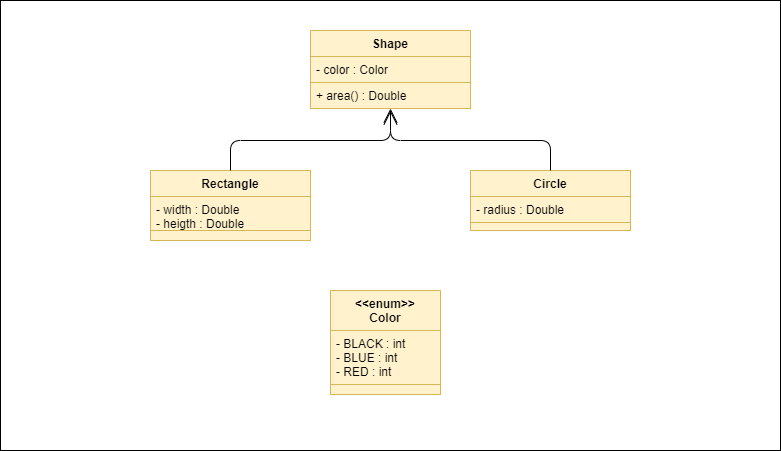 Shape
- color : Color
+ area() : Double
Rectangle
- width : Double
- heigth : Double
Circle
- radius : Double
<<enum>>
Color
- BLACK : int
- BLUE : int
- RED : int